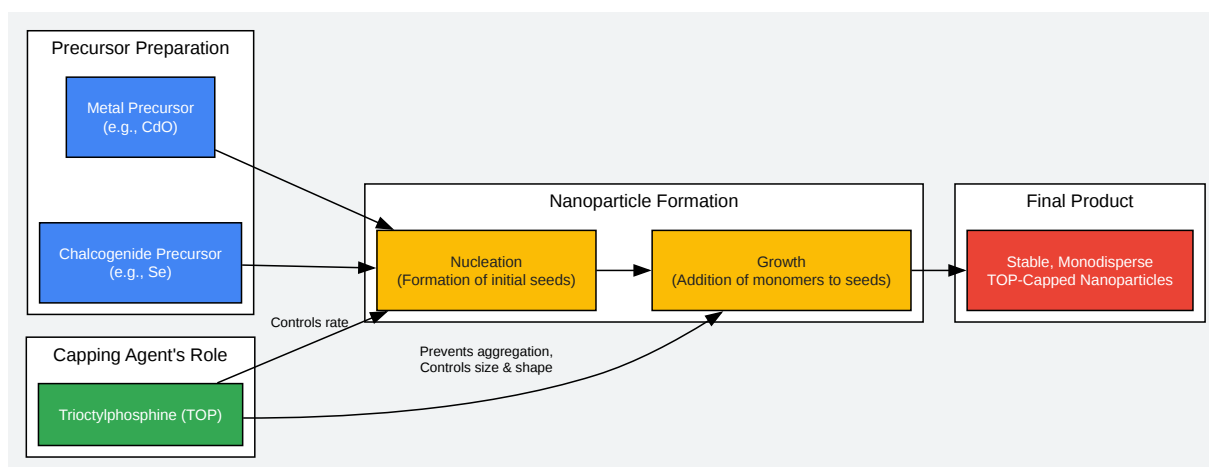 Precursor Preparation
Metal Precursor
(e.g., CdO)
Chalcogenide Precursor
(e.g., Se)
Capping Agent's Role
Trioctylphosphine (TOP)
Controls rate
Prevents aggregation,
Controls size & shape
Nanoparticle Formation
Nucleation
(Formation of initial seeds)
Growth
(Addition of monomers to seeds)
Final Product
Stable, Monodisperse
TOP-Capped Nanoparticles